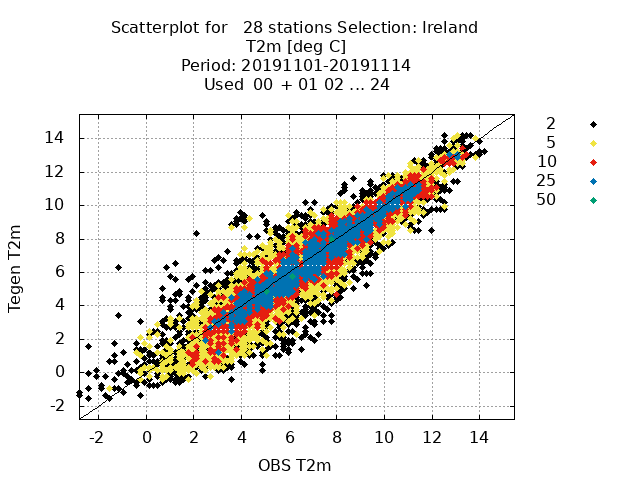 Scatterplot for   28 stations Selection: Ireland
T2m [deg C]
Period: 20191101-20191114
Used  00 + 01 02 ... 24
2
5
10
25
50
14
12
10
8
6
4
2
0
-2
Tegen T2m
-2 0 2 4 6 8 10 12 14
OBS T2m